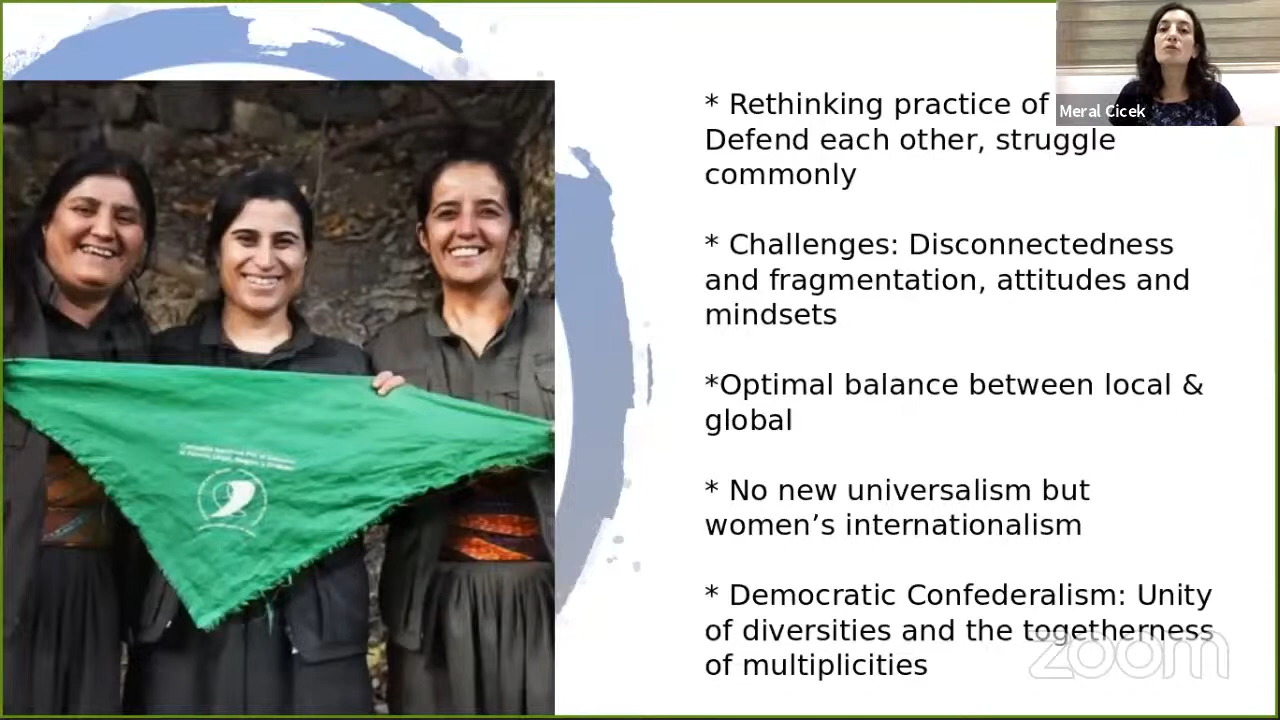 * Rethinking practice of
Defend each other, struggle
commonly
* Challenges: Disconnectedness
and fragmentation, attitudes and
mindsets
*Optimal balance between local &
global
* No new universalism but
women’s internationalism
* Democratic Confederalism: Unity
of diversities and the togetherness
of multiplicities
Meral Cicek
zoom